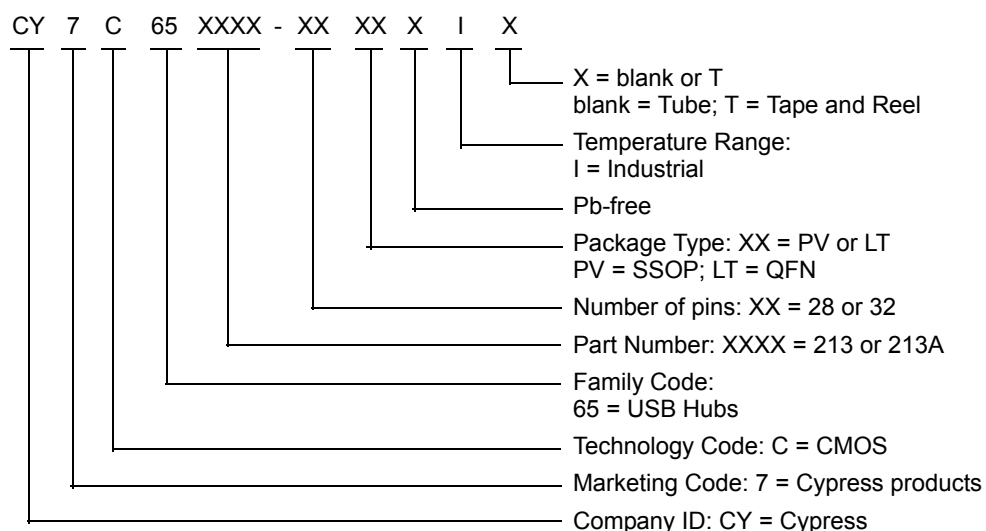 CY 7 C 65 XXXX - XX XX X I X
X = blank or T
blank = Tube; T = Tape and Reel
Temperature Range:
I = Industrial
Pb-free
Package Type: XX = PV or LT
PV = SSOP; LT = QFN
Number of pins: XX = 28 or 32
Part Number: XXXX = 213 or 213A
Family Code:
65 = USB Hubs
Technology Code: C = CMOS
Marketing Code: 7 = Cypress products
Company ID: CY = Cypress